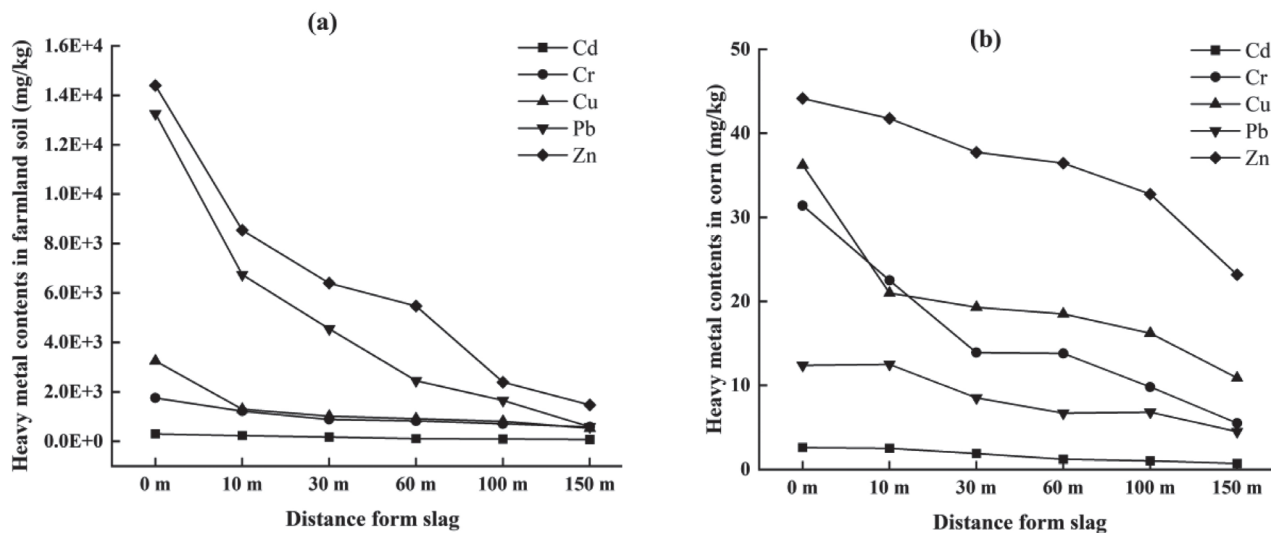 (a)
Heavy metal contents in farmland soil (mg/kg)
1.6E+4
1.4E+4
1.2E+4
1.0E+4
8.0E+3
6.0E+3
4.0E+3
2.0E+3
0.0E+0
Cd
Cr
Cu
Pb
Zn
0 m 10 m 30 m 60 m 100 m 150 m
Distance form slag
(b)
Heavy metal contents in corn (mg/kg)
50
40
30
20
10
0
Cd
Cr
Cu
Pb
Zn
0 m 10 m 30 m 60 m 100 m 150 m
Distance form slag